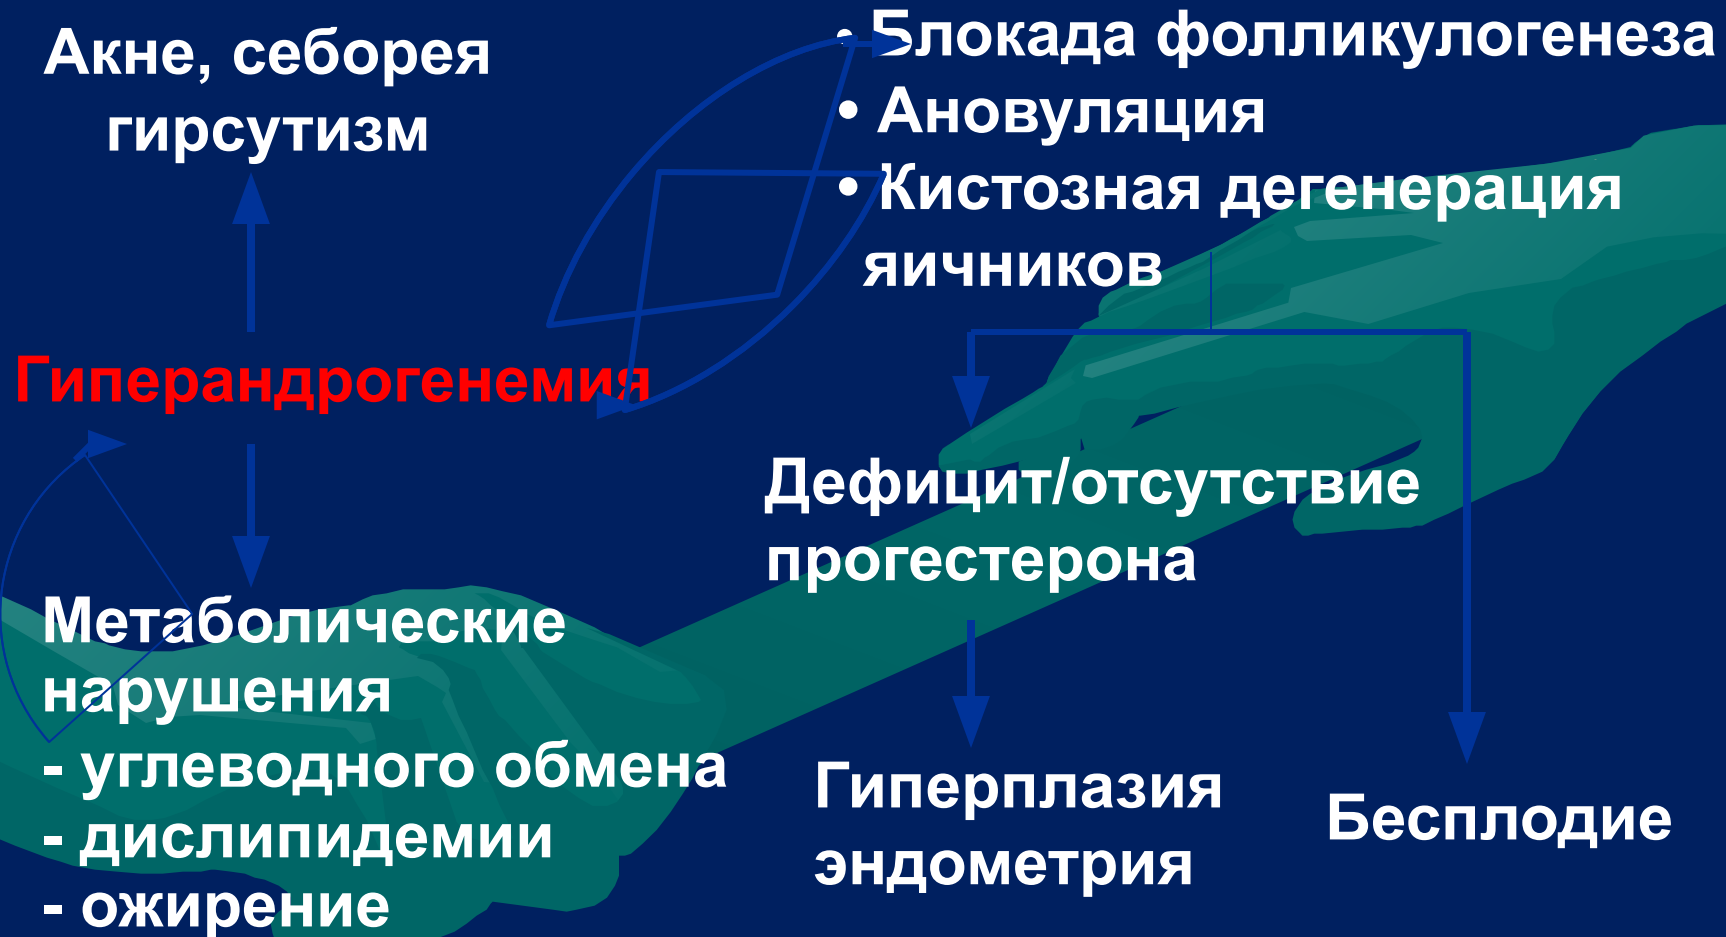 Акне, себорея
гирсутизм
• Блокада фолликулогенеза
• Ановуляция
• Кистозная дегенерация
яичников
Гиперандрогенемия
Дефицит/отсутствие
прогестерона
Метаболические
нарушения
- углеводного обмена
- дислипидемии
- ожирение
Гиперплазия
эндометрия
Бесплодие